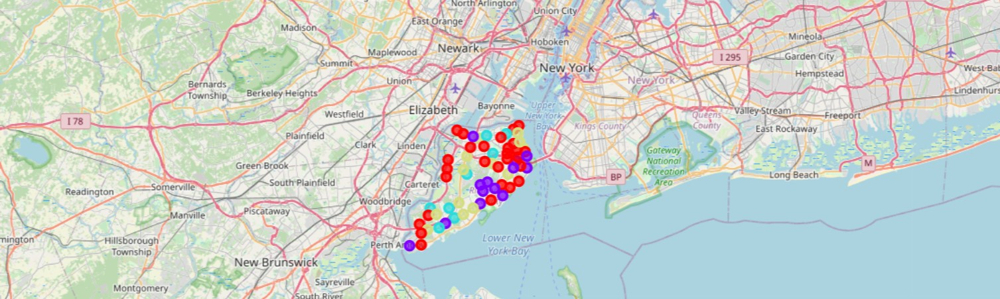 North Arlington
Union City
East Orange
Madison
Mineola
Hoboken
Maplewood
Newark
I 295
Garden City
Summit
New York
West Bab
Hempstead
Union
New York
Bernards
Township
Berkeley Heights
Lindenhurs
Bayonne
Upper
New York
Bay
Elizabeth
Valley Stream
Westfield
Freeport
I 78
Queens
County
Kings County
East Rockaway
Plainfield
Clark
Linden
Gateway
National
Recreation
Area
M
Green Brook
Long Beach
BP
South Plainfield
Carteret
Somerville
Readington
Woodbridge
Piscataway
Manville
mington
Hillsborough
Township
Lower New
York Bay
Perth Am
New Brunswick
Sayreville
Montgomery
South River